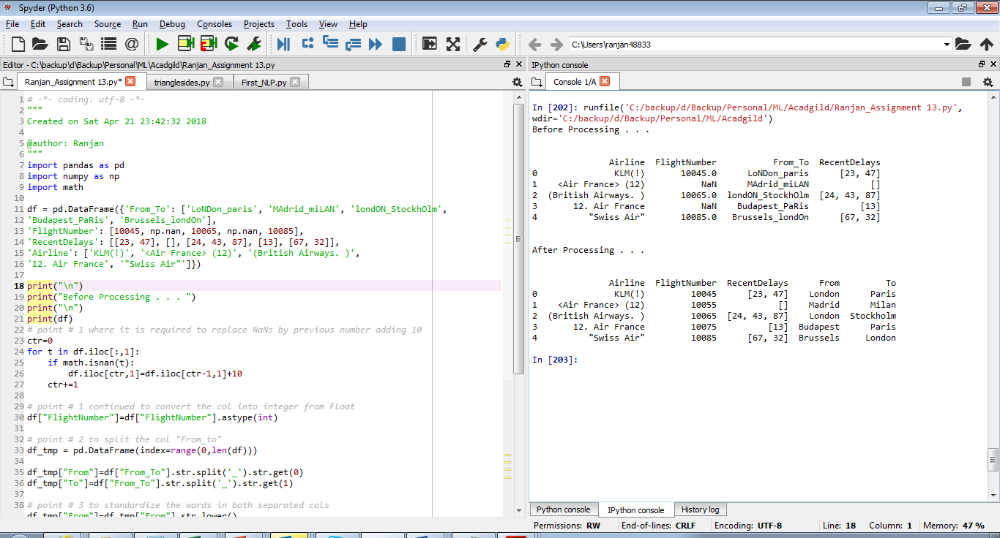 Spyder (Python 3.6)
File Edit Search Source Run Debug Consoles Projects Tools View Help
C:\Users\ranjan48833
Editor - C:\backup\d\Backup\Personal\ML\Acadgild\Ranjan_Assignment 13.py
Ranjan_Assignment 13.py* trianglesides.py First_NLP.py
1 # -*- coding: utf-8 -*-
2 """
3 Created on Sat Apr 21 23:42:32 2018
4
5 @author: Ranjan
6 """
7 import pandas as pd
8 import numpy as np
9 import math
10
11 df = pd.DataFrame({'From_To': ['LoNDon_paris', 'MAdrid_miLAN', 'londON_StockhOlm',
12 'Budapest_PaRis', 'Brussels_londOn'],
13 'FlightNumber': [10045, np.nan, 10065, np.nan, 10085],
14 'RecentDelays': [[23, 47], [], [24, 43, 87], [13], [67, 32]],
15 'Airline': ['KLM(!)', '<Air France> (12)', '(British Airways. )',
16 '12. Air France', '"Swiss Air"']})
17
18 print("\n")
19 print("Before Processing . . . ")
20 print("\n")
21 print(df)
22 # point # 1 where it is required to replace NaNs by previous number adding 10
23 ctr=0
24 for t in df.iloc[:,1]:
25     if math.isnan(t):
26         df.iloc[ctr,1]=df.iloc[ctr-1,1]+10
27     ctr+=1
28
29 # point # 1 continued to convert the col into integer from Float
30 df["FlightNumber"]=df["FlightNumber"].astype(int)
31
32 # point # 2 to split the col "From_to"
33 df_tmp = pd.DataFrame(index=range(0,len(df)))
34
35 df_tmp["From"]=df["From_To"].str.split('_').str.get(0)
36 df_tmp["To"]=df["From_To"].str.split('_').str.get(1)
37
38 # point # 3 to standardize the words in both separated cols
df_tmp["From"]=df_tmp["From"].str.lower()
IPython console
Console 1/A
In [202]: runfile('C:/backup/d/Backup/Personal/ML/Acadgild/Ranjan_Assignment 13.py',
wdir='C:/backup/d/Backup/Personal/ML/Acadgild')
Before Processing . . .
Airline FlightNumber From_To RecentDelays
0 KLM(!) 10045.0 LoNDon_paris [23, 47]
1 <Air France> (12) NaN MAdrid_miLAN []
2 (British Airways. ) 10065.0 londON_StockhOlm [24, 43, 87]
3 12. Air France NaN Budapest_PaRis [13]
4 "Swiss Air" 10085.0 Brussels_londOn [67, 32]
After Processing . . .
Airline FlightNumber RecentDelays From To
0 KLM(!) 10045 [23, 47] London Paris
1 <Air France> (12) 10055 [] Madrid Milan
2 (British Airways. ) 10065 [24, 43, 87] London Stockholm
3 12. Air France 10075 [13] Budapest Paris
4 "Swiss Air" 10085 [67, 32] Brussels London
In [203]:
Python console IPython console History log
Permissions: RW End-of-lines: CRLF Encoding: UTF-8 Line: 18 Column: 1 Memory: 47 %